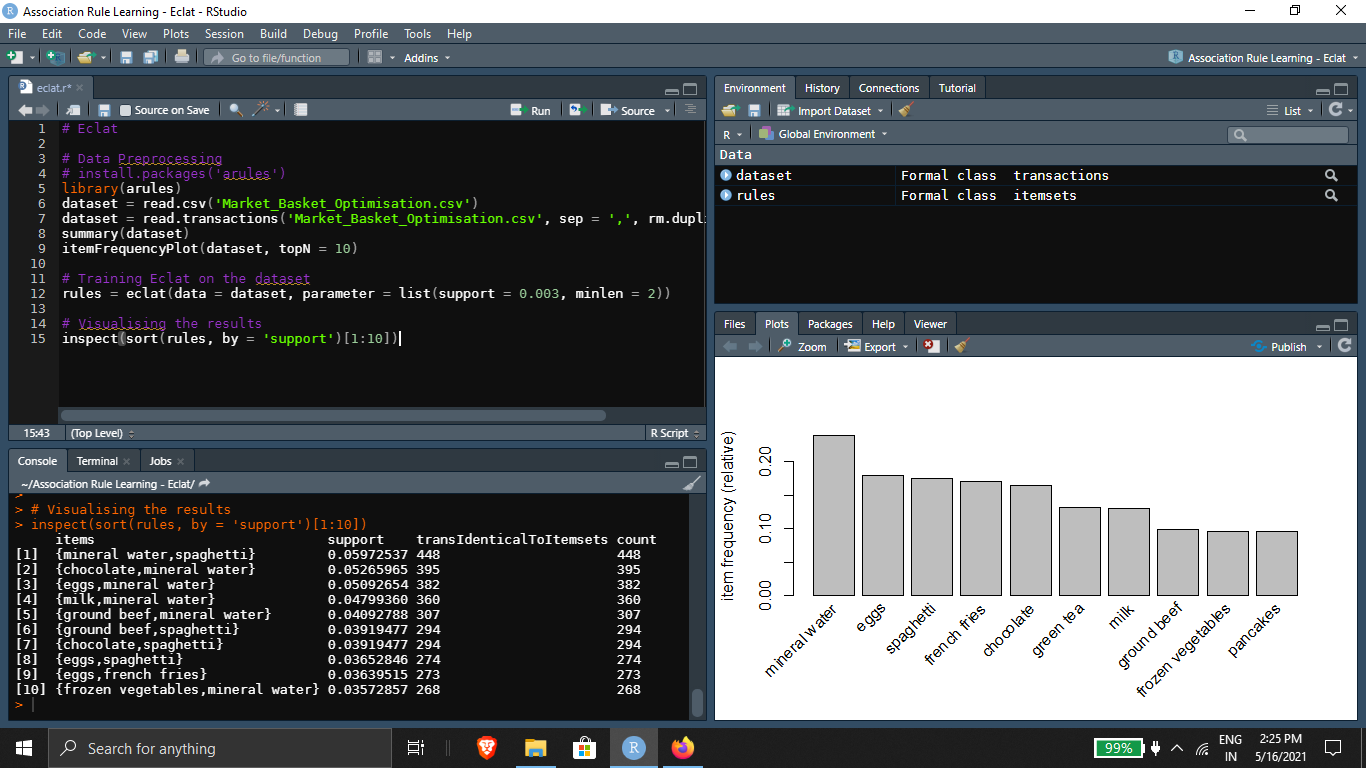 Association Rule Learning - Eclat - RStudio
File Edit Code View Plots Session Build Debug Profile Tools Help
Go to file/function Addins Association Rule Learning - Eclat
eclat.r*
Source on Save Run Source
1 # Eclat
2
3 # Data Preprocessing
4 # install.packages('arules')
5 library(arules)
6 dataset = read.csv('Market_Basket_Optimisation.csv')
7 dataset = read.transactions('Market_Basket_Optimisation.csv', sep = ',', rm.dupli
8 summary(dataset)
9 itemFrequencyPlot(dataset, topN = 10)
10
11 # Training Eclat on the dataset
12 rules = eclat(data = dataset, parameter = list(support = 0.003, minlen = 2))
13
14 # Visualising the results
15 inspect(sort(rules, by = 'support')[1:10])
15:43 (Top Level) R Script
Console Terminal Jobs
~/Association Rule Learning - Eclat/
>
> # Visualising the results
> inspect(sort(rules, by = 'support')[1:10])
items support transIdenticalToItemsets count
[1] {mineral water,spaghetti} 0.05972537 448 448
[2] {chocolate,mineral water} 0.05265965 395 395
[3] {eggs,mineral water} 0.05092654 382 382
[4] {milk,mineral water} 0.04799360 360 360
[5] {ground beef,mineral water} 0.04092788 307 307
[6] {ground beef,spaghetti} 0.03919477 294 294
[7] {chocolate,spaghetti} 0.03919477 294 294
[8] {eggs,spaghetti} 0.03652846 274 274
[9] {eggs,french fries} 0.03639515 273 273
[10] {frozen vegetables,mineral water} 0.03572857 268 268
>
Environment History Connections Tutorial
Import Dataset List
R Global Environment
Data
dataset Formal class transactions
rules Formal class itemsets
Files Plots Packages Help Viewer
Zoom Export Publish
item frequency (relative)
0.20
0.10
0.00
mineral water
eggs
spaghetti
french fries
chocolate
green tea
milk
ground beef
frozen vegetables
pancakes
Search for anything
99%
ENG
IN
2:25 PM
5/16/2021